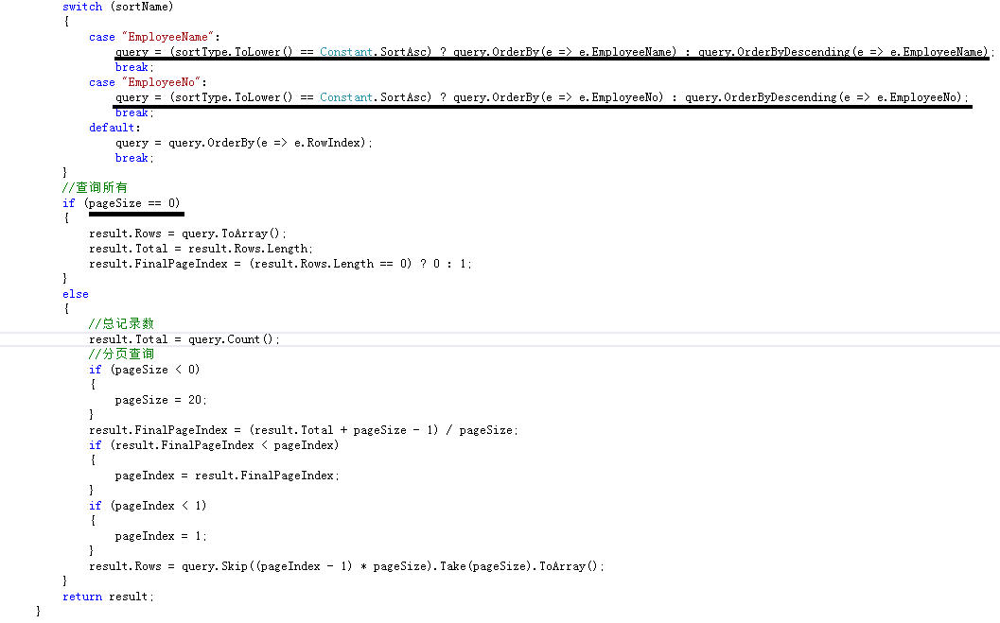 switch (sortName)
{
case "EmployeeName":
query = (sortType.ToLower() == Constant.SortAsc) ? query.OrderBy(e => e.EmployeeName) : query.OrderByDescending(e => e.EmployeeName);
break;
case "EmployeeNo":
query = (sortType.ToLower() == Constant.SortAsc) ? query.OrderBy(e => e.EmployeeNo) : query.OrderByDescending(e => e.EmployeeNo);
break;
default:
query = query.OrderBy(e => e.RowIndex);
break;
}
//查询所有
if (pageSize == 0)
{
result.Rows = query.ToArray();
result.Total = result.Rows.Length;
result.FinalPageIndex = (result.Rows.Length == 0) ? 0 : 1;
}
else
{
//总记录数
result.Total = query.Count();
//分页查询
if (pageSize < 0)
{
pageSize = 20;
}
result.FinalPageIndex = (result.Total + pageSize - 1) / pageSize;
if (result.FinalPageIndex < pageIndex)
{
pageIndex = result.FinalPageIndex;
}
if (pageIndex < 1)
{
pageIndex = 1;
}
result.Rows = query.Skip((pageIndex - 1) * pageSize).Take(pageSize).ToArray();
}
return result;
}